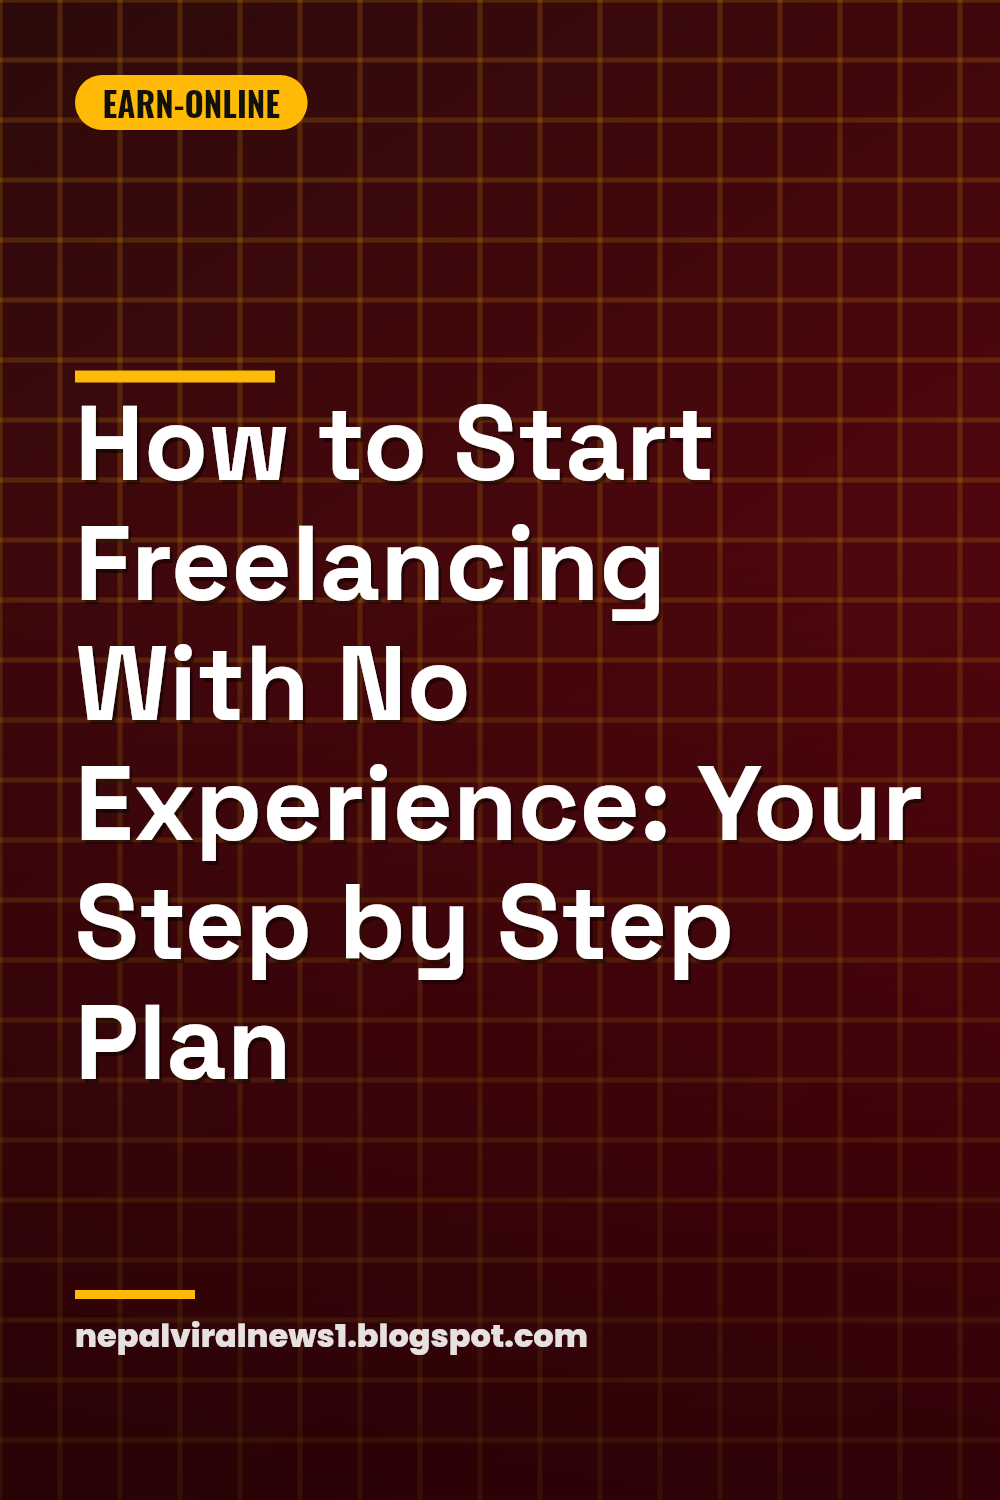 EARN-ONLINE
How to Start
Freelancing
With No
Experience: Your
Step by Step
Plan
nepalviralnews1.blogspot.com